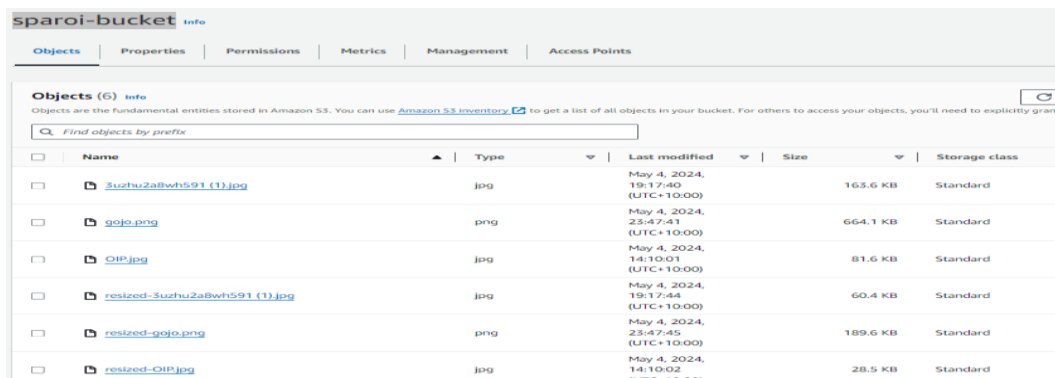 sparoi-bucket Info
Objects Properties Permissions Metrics Management Access Points
Objects (6) Info
Objects are the fundamental entities stored in Amazon S3. You can use Amazon S3 inventory to get a list of all objects in your bucket. For others to access your objects, you'll need to explicitly gran
Find objects by prefix
Name Type Last modified Size Storage class
3uzhu2a8wh591 (1).jpg jpg May 4, 2024, 19:17:40 (UTC+10:00) 163.6 KB Standard
gojo.png png May 4, 2024, 23:47:41 (UTC+10:00) 664.1 KB Standard
OIP.jpg jpg May 4, 2024, 14:10:01 (UTC+10:00) 81.6 KB Standard
resized-3uzhu2a8wh591 (1).jpg jpg May 4, 2024, 19:17:44 (UTC+10:00) 60.4 KB Standard
resized-gojo.png png May 4, 2024, 23:47:45 (UTC+10:00) 189.6 KB Standard
resized-OIP.jpg jpg May 4, 2024, 14:10:02 28.5 KB Standard